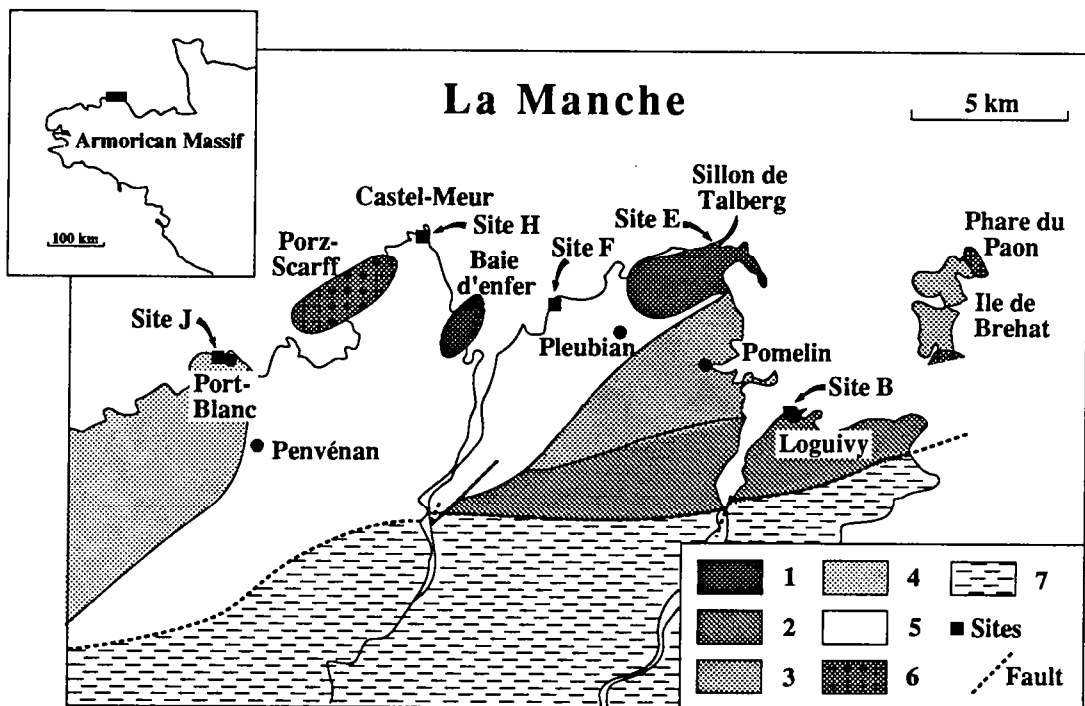 La Manche
5 km
Armorican Massif
100 km
Sillon de
Talberg
Castel-Meur
Site E
Phare du
Paon
Site H
Porz-
Scarff
Baie
d'enfer
Site F
Ile de
Brehat
Site J
Pleubian
Pomelin
Port-
Blanc
Site B
Penvénan
Loguivy
1
4
7
2
5
Sites
3
6
Fault